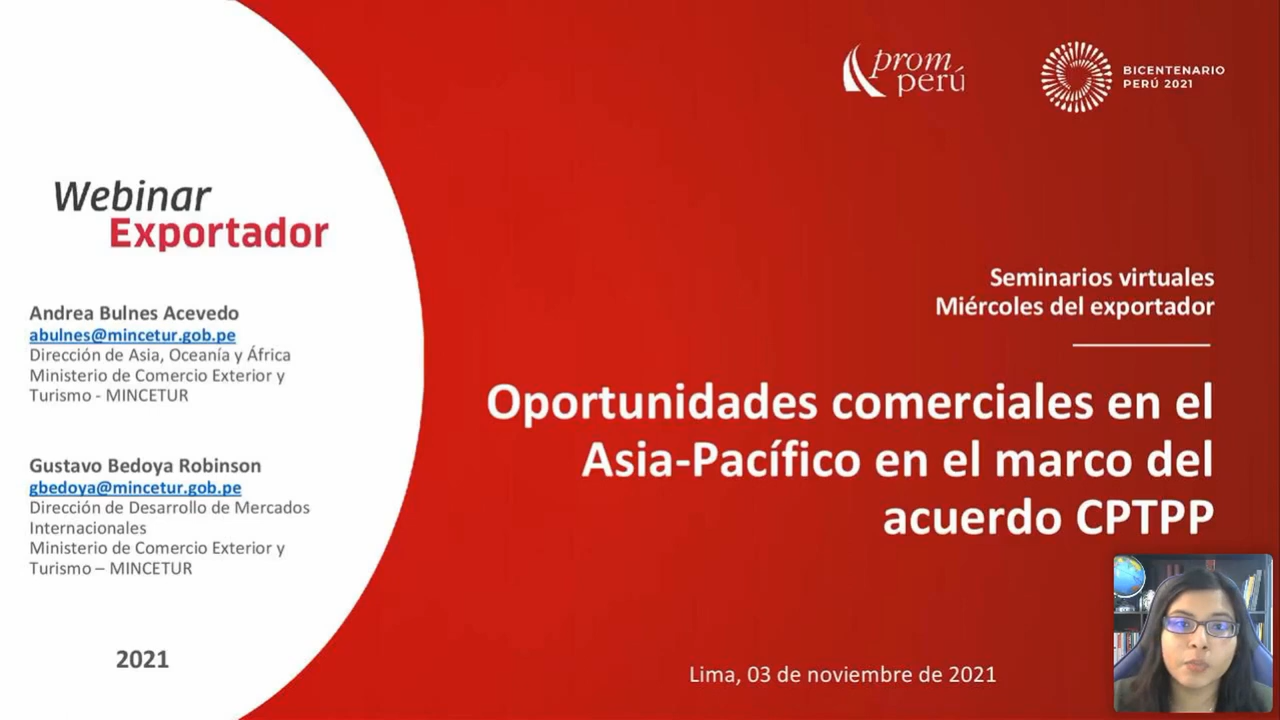 prom
perú
BICENTENARIO
PERÚ 2021
Webinar
Exportador
Andrea Bulnes Acevedo
abulnes@mincetur.gob.pe
Dirección de Asia, Oceanía y África
Ministerio de Comercio Exterior y
Turismo - MINCETUR
Gustavo Bedoya Robinson
gbedoya@mincetur.gob.pe
Dirección de Desarrollo de Mercados
Internacionales
Ministerio de Comercio Exterior y
Turismo – MINCETUR
2021
Seminarios virtuales
Miércoles del exportador
Oportunidades comerciales en el
Asia-Pacífico en el marco del
acuerdo CPTPP
Lima, 03 de noviembre de 2021